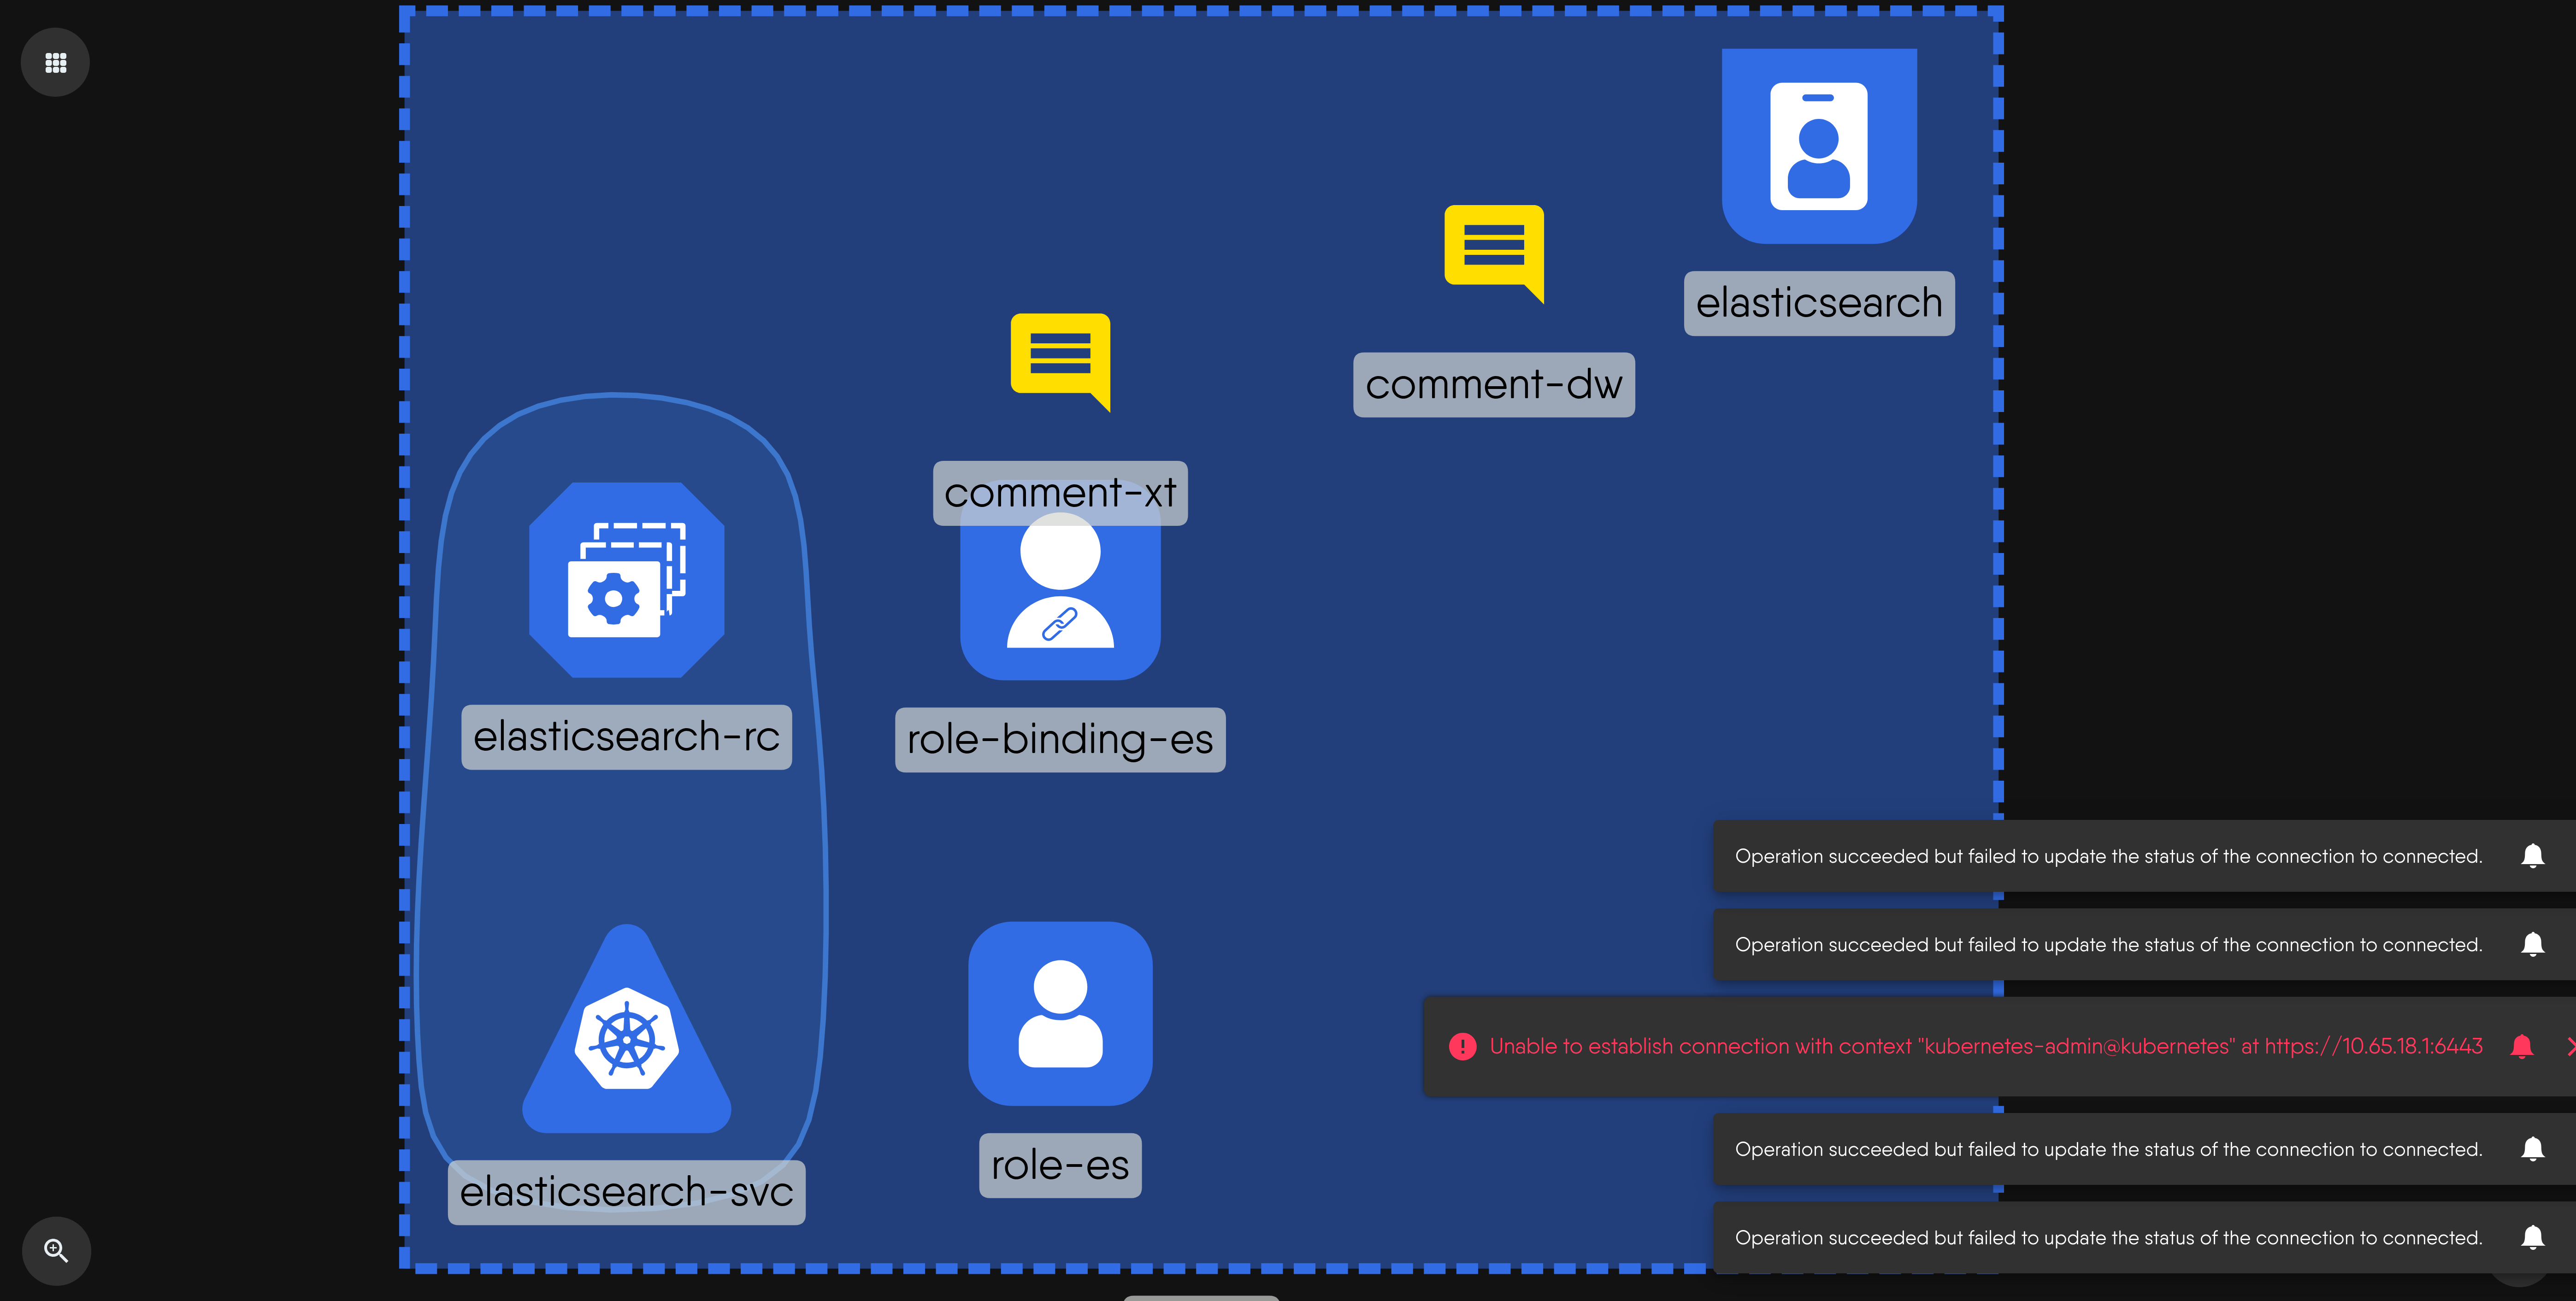 elasticsearch
comment-dw
comment-xt
elasticsearch-rc
role-binding-es
Operation succeeded but failed to update the status of the connection to connected.
Operation succeeded but failed to update the status of the connection to connected.
Unable to establish connection with context "kubernetes-admin@kubernetes" at https://10.65.18.1:6443
Operation succeeded but failed to update the status of the connection to connected.
role-es
elasticsearch-svc
Operation succeeded but failed to update the status of the connection to connected.